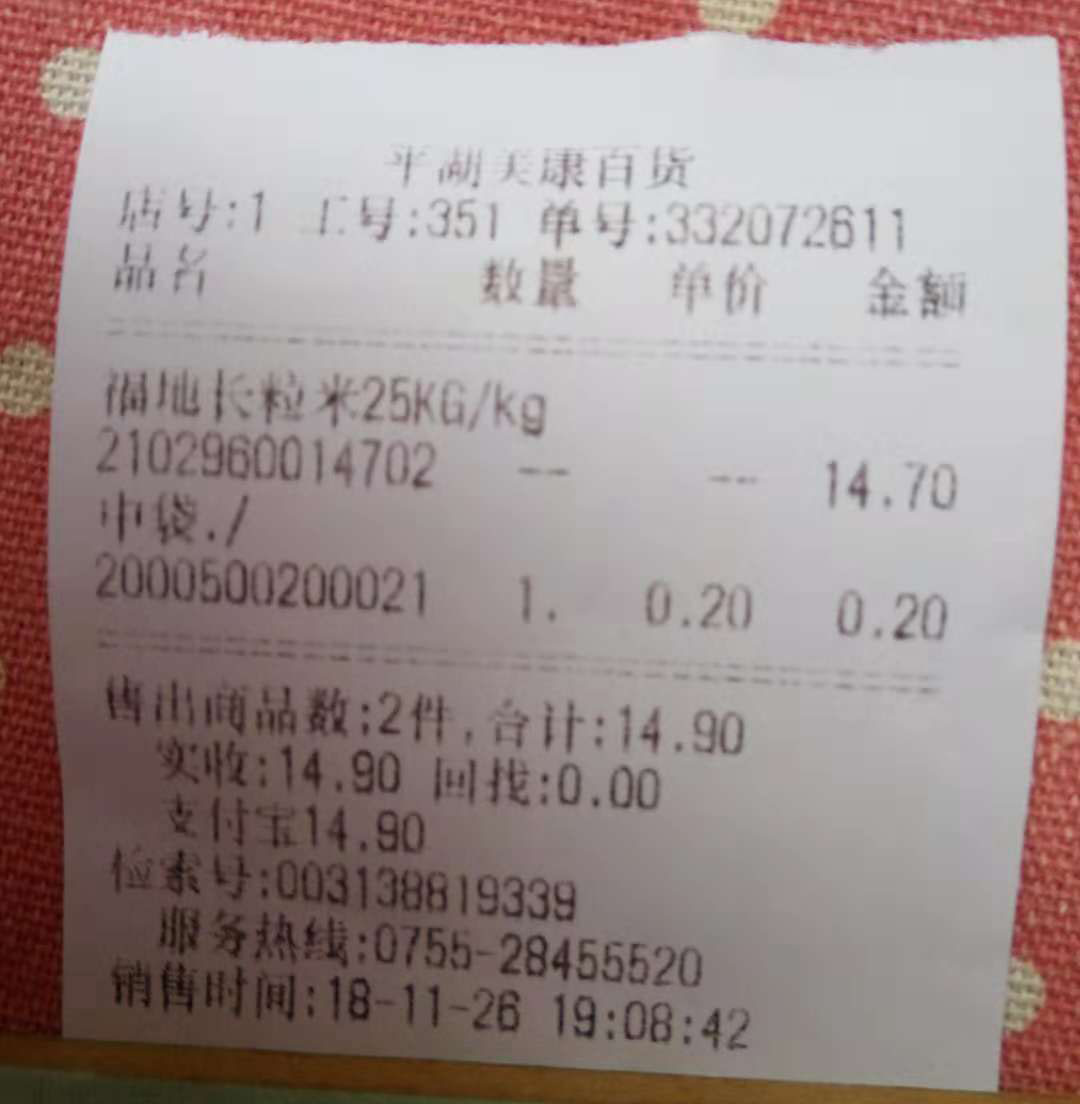 平湖美康百货
店号:1 工号:351 单号:332072611
品名 数量 单价 金额
福地长粒米25KG/kg
2102960014702 -- -- 14.70
中袋./
2000500200021 1. 0.20 0.20
售出商品数:2件,合计:14.90
实收:14.90 回找:0.00
支付宝14.90
检索号:003138819339
服务热线:0755-28455520
销售时间:18-11-26 19:08:42